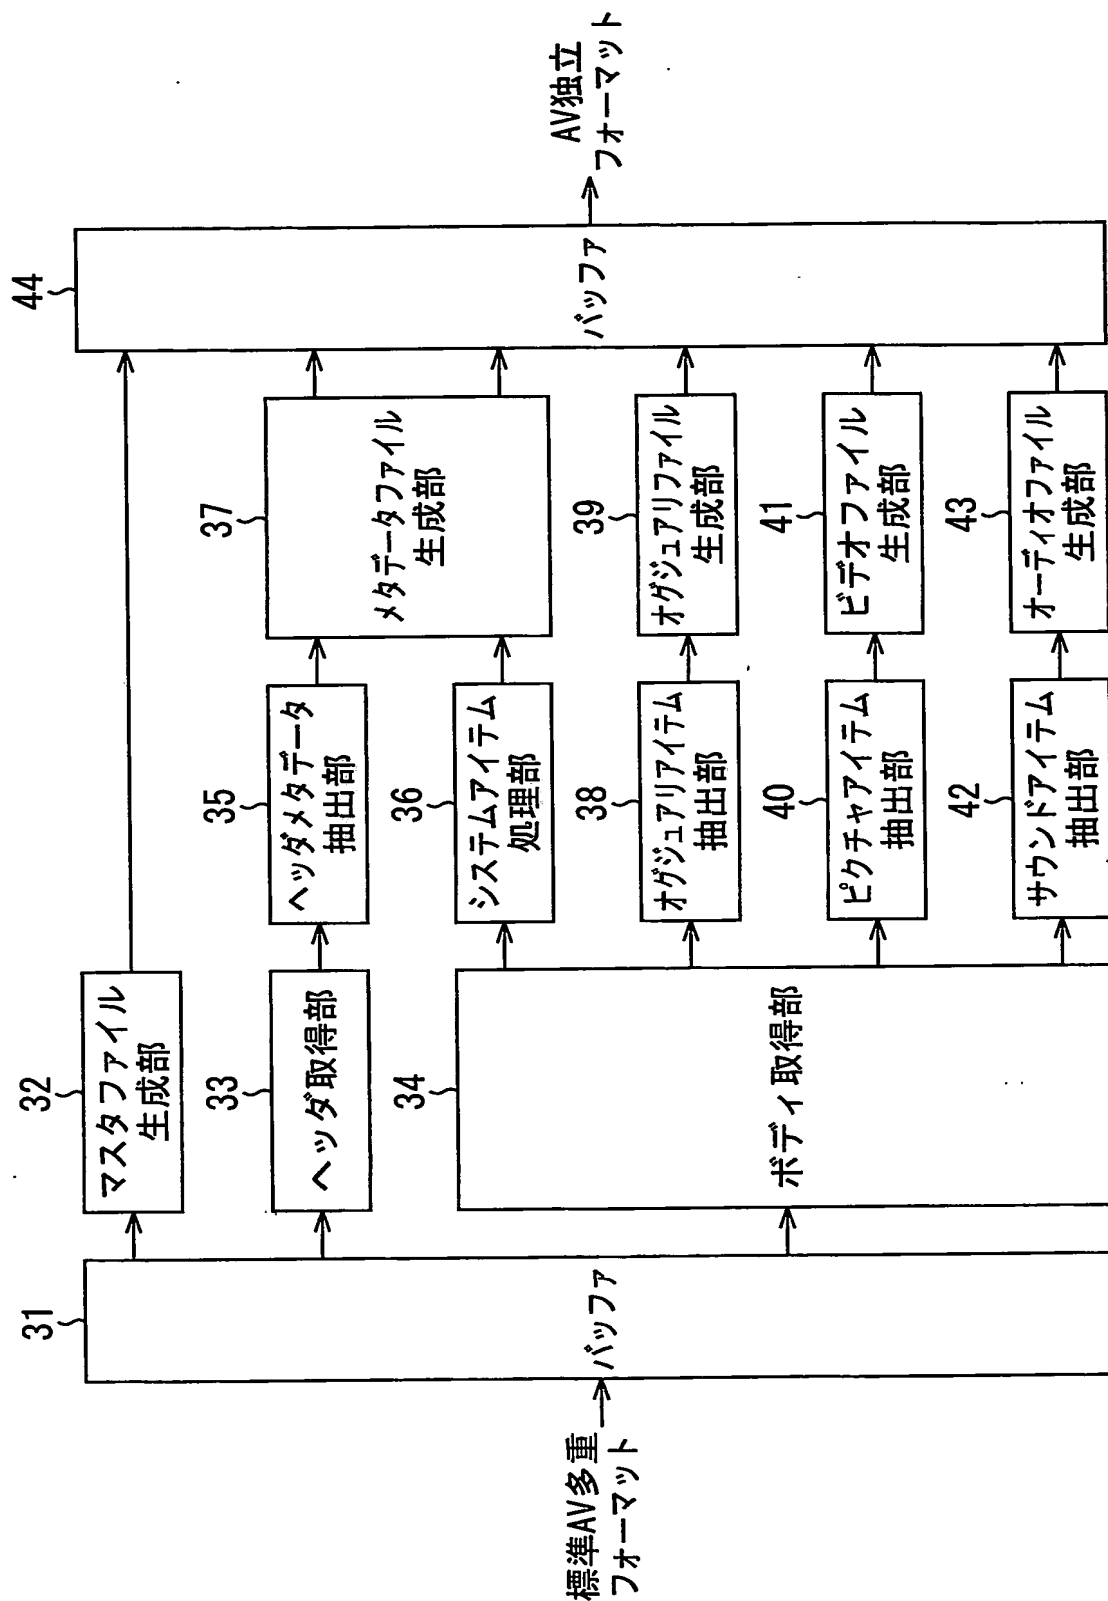 標準AV多重
フォーマット
31
バッファ
32
マスタファイル
生成部
33
ヘッダ取得部
34
ボディ取得部
35
ヘッダメタデータ
抽出部
36
システムアイテム
処理部
37
メタデータファイル
生成部
38
オグジュアリアイテム
抽出部
39
オグジュアリファイル
生成部
40
ピクチャアイテム
抽出部
41
ビデオファイル
生成部
42
サウンドアイテム
抽出部
43
オーディオファイル
生成部
44
バッファ
AV独立
フォーマット